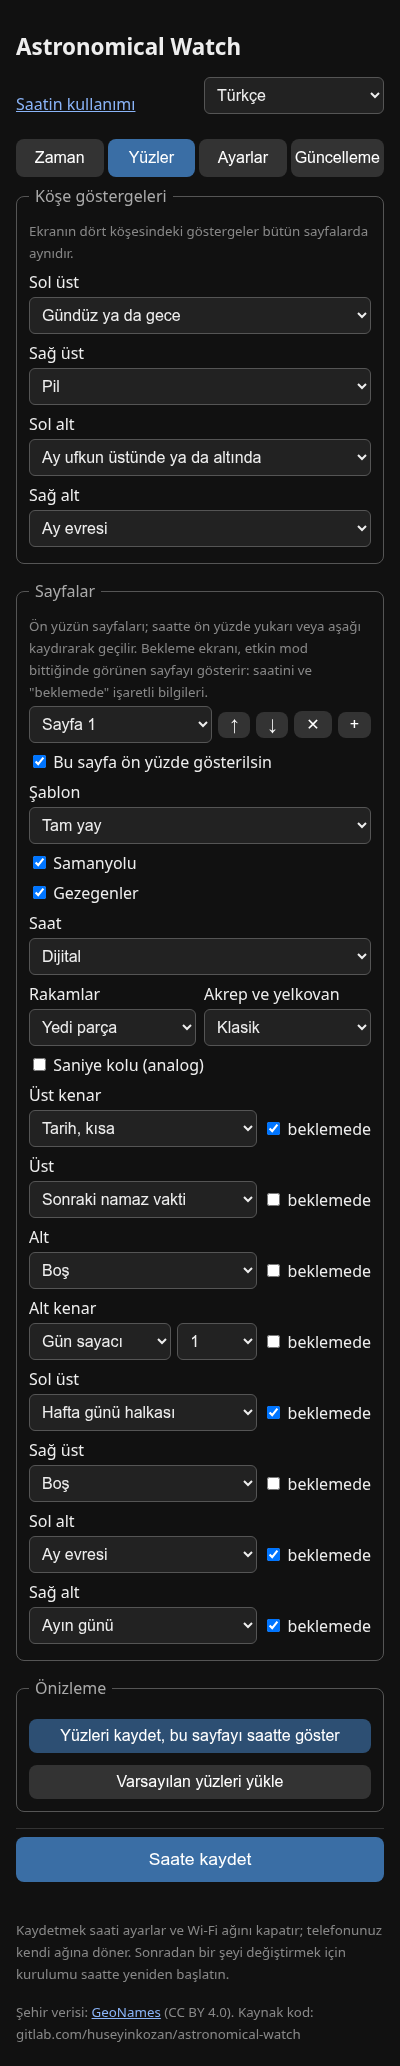 Astronomical Watch
Saatin kullanımı
Türkçe
Zaman
Yüzler
Ayarlar
Güncelleme
Köşe göstergeleri
Ekranın dört köşesindeki göstergeler bütün sayfalarda
aynıdır.
Sol üst
Gündüz ya da gece
Sağ üst
Pil
Sol alt
Ay ufkun üstünde ya da altında
Sağ alt
Ay evresi
Sayfalar
Ön yüzün sayfaları; saatte ön yüzde yukarı veya aşağı
kaydırarak geçilir. Bekleme ekranı, etkin mod
bittiğinde görünen sayfayı gösterir: saatini ve
"beklemede" işaretli bilgileri.
Sayfa 1 ↑ ↓ ✕ +
Bu sayfa ön yüzde gösterilsin
Şablon
Tam yay
Samanyolu
Gezegenler
Saat
Dijital
Rakamlar
Akrep ve yelkovan
Yedi parça
Klasik
Saniye kolu (analog)
Üst kenar
Tarih, kısa
beklemede
Üst
Sonraki namaz vakti
beklemede
Alt
Boş
beklemede
Alt kenar
Gün sayacı
1
beklemede
Sol üst
Hafta günü halkası
beklemede
Sağ üst
Boş
beklemede
Sol alt
Ay evresi
beklemede
Sağ alt
Ayın günü
beklemede
Önizleme
Yüzleri kaydet, bu sayfayı saatte göster
Varsayılan yüzleri yükle
Saate kaydet
Kaydetmek saati ayarlar ve Wi-Fi ağını kapatır; telefonunuz
kendi ağına döner. Sonradan bir şeyi değiştirmek için
kurulumu saatte yeniden başlatın.
Şehir verisi: GeoNames (CC BY 4.0). Kaynak kod:
gitlab.com/huseyinkozan/astronomical-watch